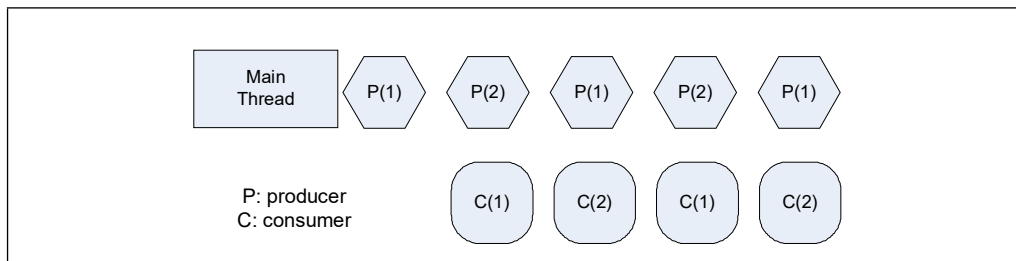 Main
Thread
P(1)
P(2)
P(1)
P(2)
P(1)
P: producer
C: consumer
C(1)
C(2)
C(1)
C(2)